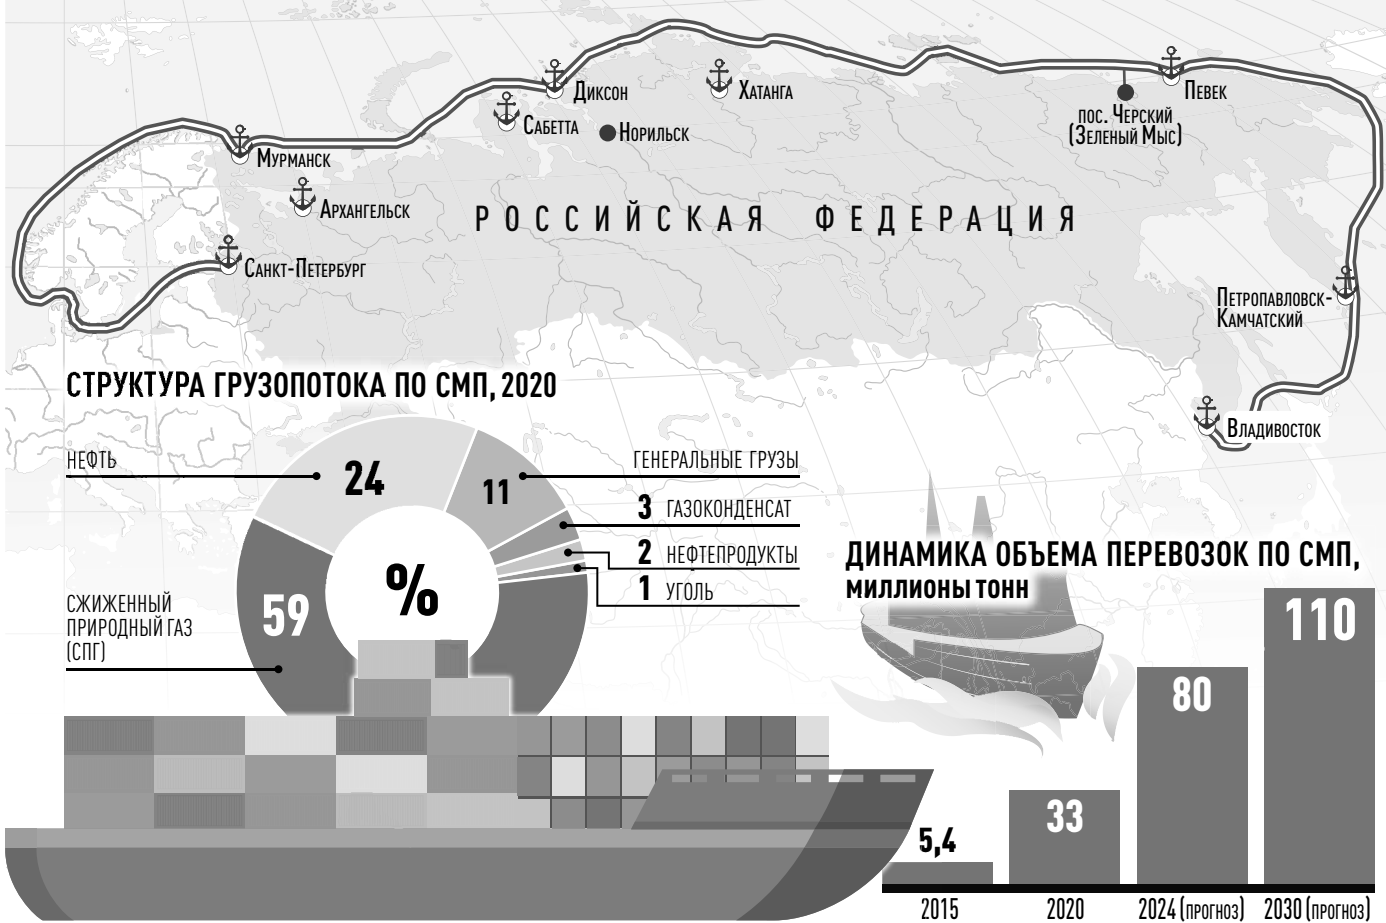 Диксон
Хатанга
Певек
Сабетта
Норильск
пос. Черский
(Зеленый Мыс)
Мурманск
Архангельск
РОССИЙСКАЯ ФЕДЕРАЦИЯ
Санкт-Петербург
Петропавловск-
Камчатский
Владивосток
СТРУКТУРА ГРУЗОПОТОКА ПО СМП, 2020
НЕФТЬ
24
11
ГЕНЕРАЛЬНЫЕ ГРУЗЫ
3 ГАЗОКОНДЕНСАТ
2 НЕФТЕПРОДУКТЫ
1 УГОЛЬ
%
59
СЖИЖЕННЫЙ
ПРИРОДНЫЙ ГАЗ
(СПГ)
ДИНАМИКА ОБЪЕМА ПЕРЕВОЗОК ПО СМП,
МИЛЛИОНЫ ТОНН
5,4
33
80
110
2015
2020
2024 (ПРОГНОЗ)
2030 (ПРОГНОЗ)